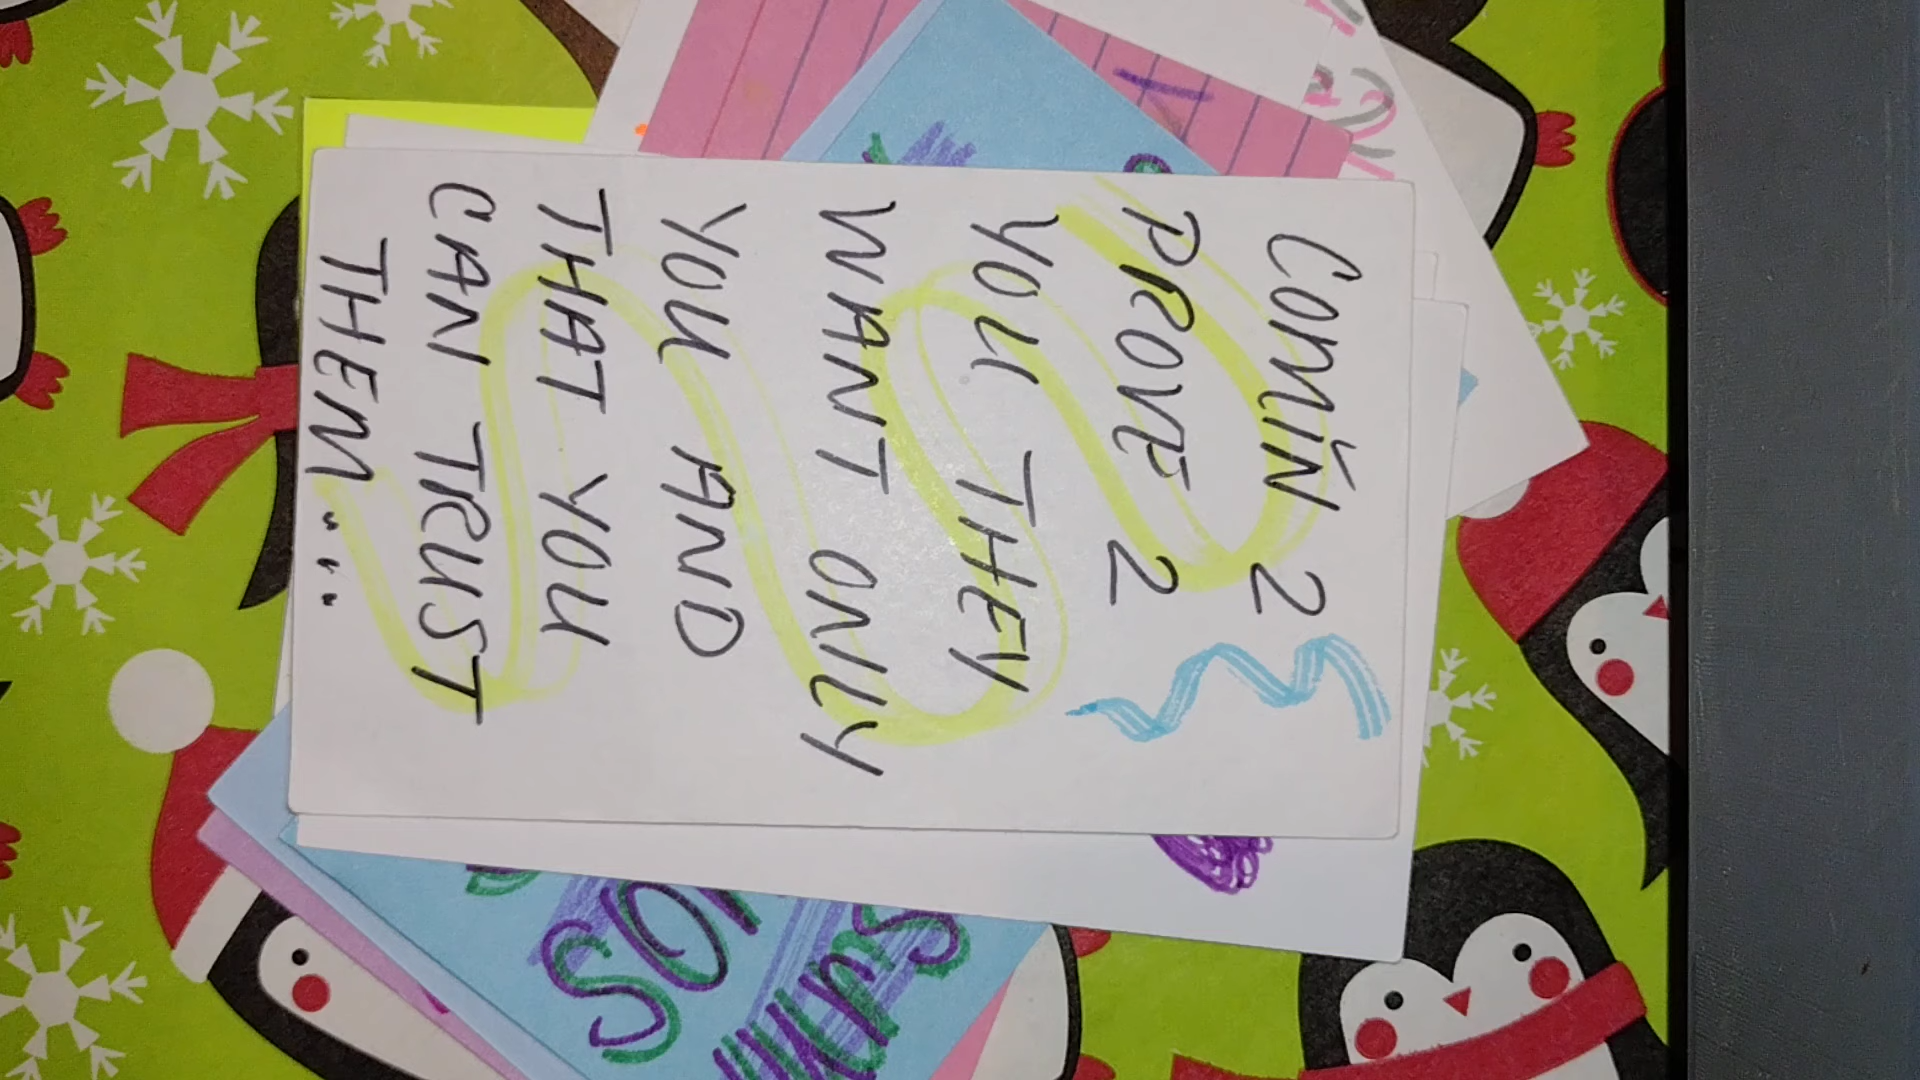 COMIN 2
PROVE 2
YOU THEY
WANT ONLY
YOU AND
THAT YOU
CAN TRUST
THEM...